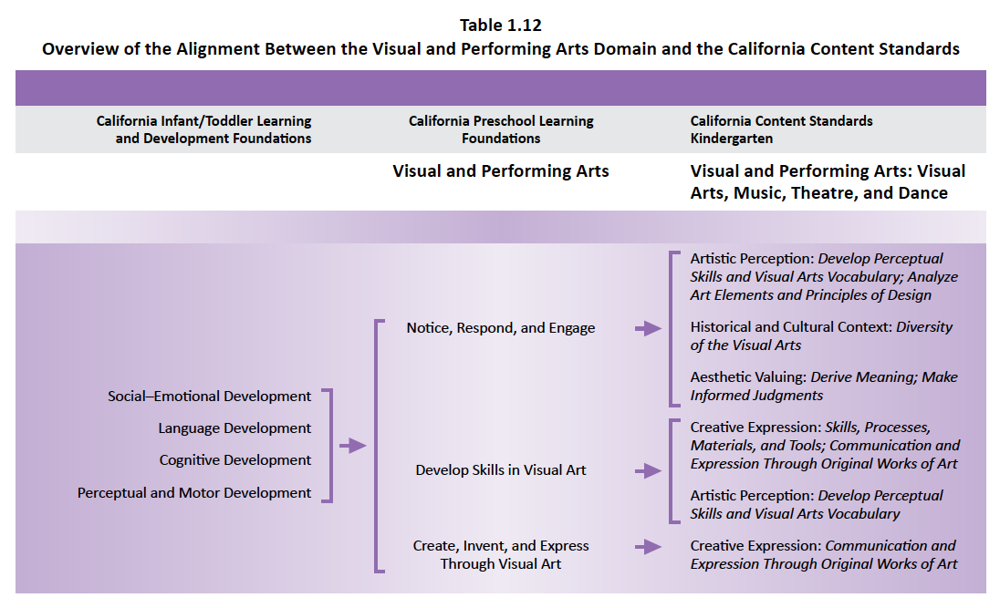 Table 1.12
Overview of the Alignment Between the Visual and Performing Arts Domain and the California Content Standards
California Infant/Toddler Learning
and Development Foundations
California Preschool Learning
Foundations
California Content Standards
Kindergarten
Visual and Performing Arts
Visual and Performing Arts: Visual
Arts, Music, Theatre, and Dance
Social–Emotional Development
Language Development
Cognitive Development
Perceptual and Motor Development
Notice, Respond, and Engage
Artistic Perception: Develop Perceptual
Skills and Visual Arts Vocabulary; Analyze
Art Elements and Principles of Design
Historical and Cultural Context: Diversity
of the Visual Arts
Aesthetic Valuing: Derive Meaning; Make
Informed Judgments
Develop Skills in Visual Art
Creative Expression: Skills, Processes,
Materials, and Tools; Communication and
Expression Through Original Works of Art
Artistic Perception: Develop Perceptual
Skills and Visual Arts Vocabulary
Create, Invent, and Express
Through Visual Art
Creative Expression: Communication and
Expression Through Original Works of Art